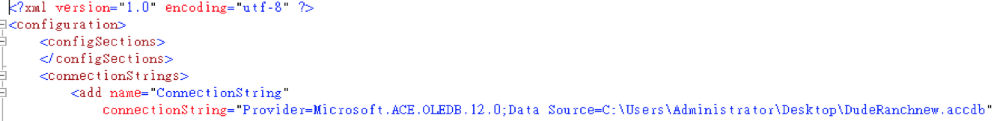 <?xml version="1.0" encoding="utf-8" ?>
<configuration>
<configSections>
</configSections>
<connectionStrings>
<add name="ConnectionString"
connectionString="Provider=Microsoft.ACE.OLEDB.12.0;Data Source=C:\Users\Administrator\Desktop\DudeRanchnew.accdb"